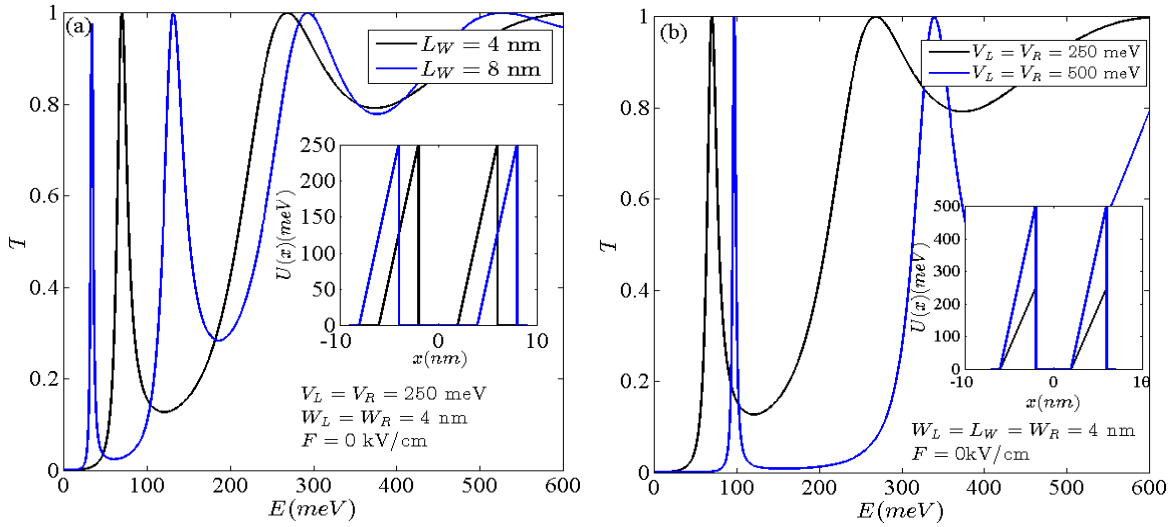 (a)
L_W = 4 nm
L_W = 8 nm
T
1
0.8
0.6
0.4
0.2
0
0 100 200 300 400 500 600
E(meV)
U(x)(meV)
250
200
150
100
50
0
-10 0 10
x(nm)
V_L = V_R = 250 meV
W_L = W_R = 4 nm
F = 0 kV/cm
(b)
V_L = V_R = 250 meV
V_L = V_R = 500 meV
T
1
0.8
0.6
0.4
0.2
0
0 100 200 300 400 500 600
E(meV)
U(x)(meV)
500
400
300
200
100
0
-10 0 16
x(nm)
W_L = L_W = W_R = 4 nm
F = 0kV/cm